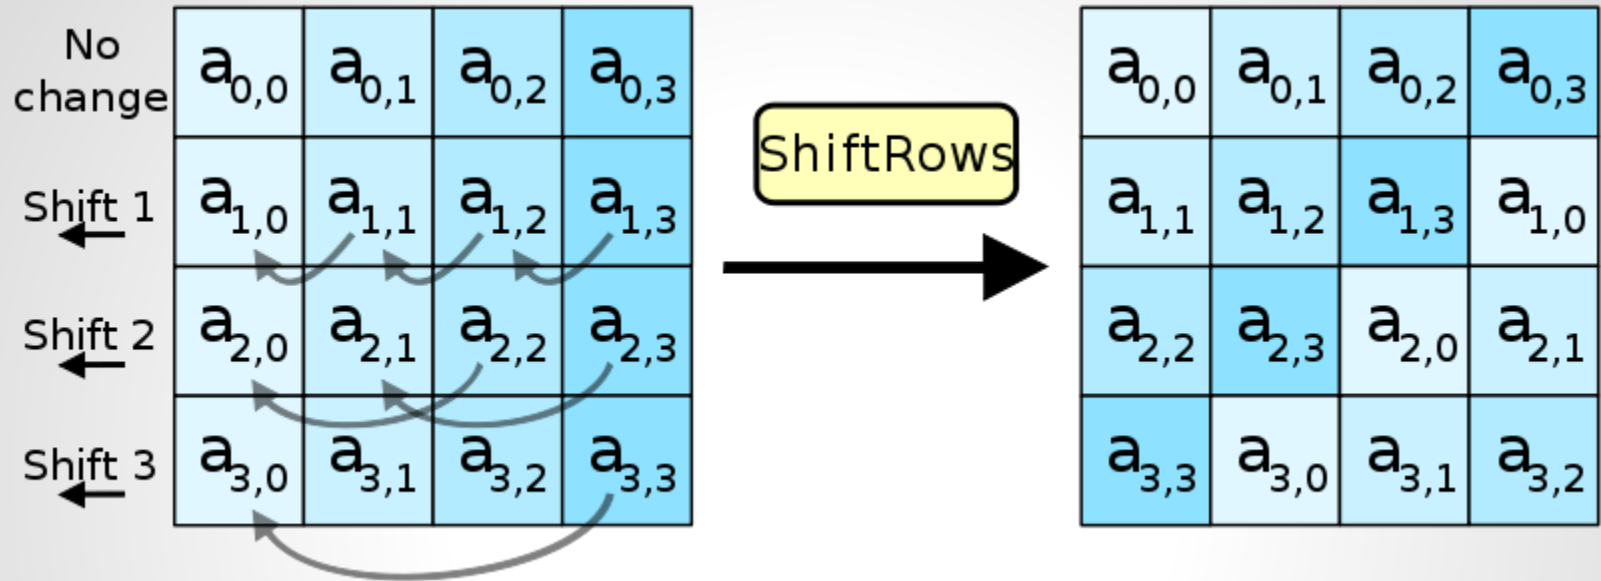 No
change
a0,0 a0,1 a0,2 a0,3
Shift 1
a1,0 a1,1 a1,2 a1,3
Shift 2
a2,0 a2,1 a2,2 a2,3
Shift 3
a3,0 a3,1 a3,2 a3,3
ShiftRows
a0,0 a0,1 a0,2 a0,3
a1,1 a1,2 a1,3 a1,0
a2,2 a2,3 a2,0 a2,1
a3,3 a3,0 a3,1 a3,2